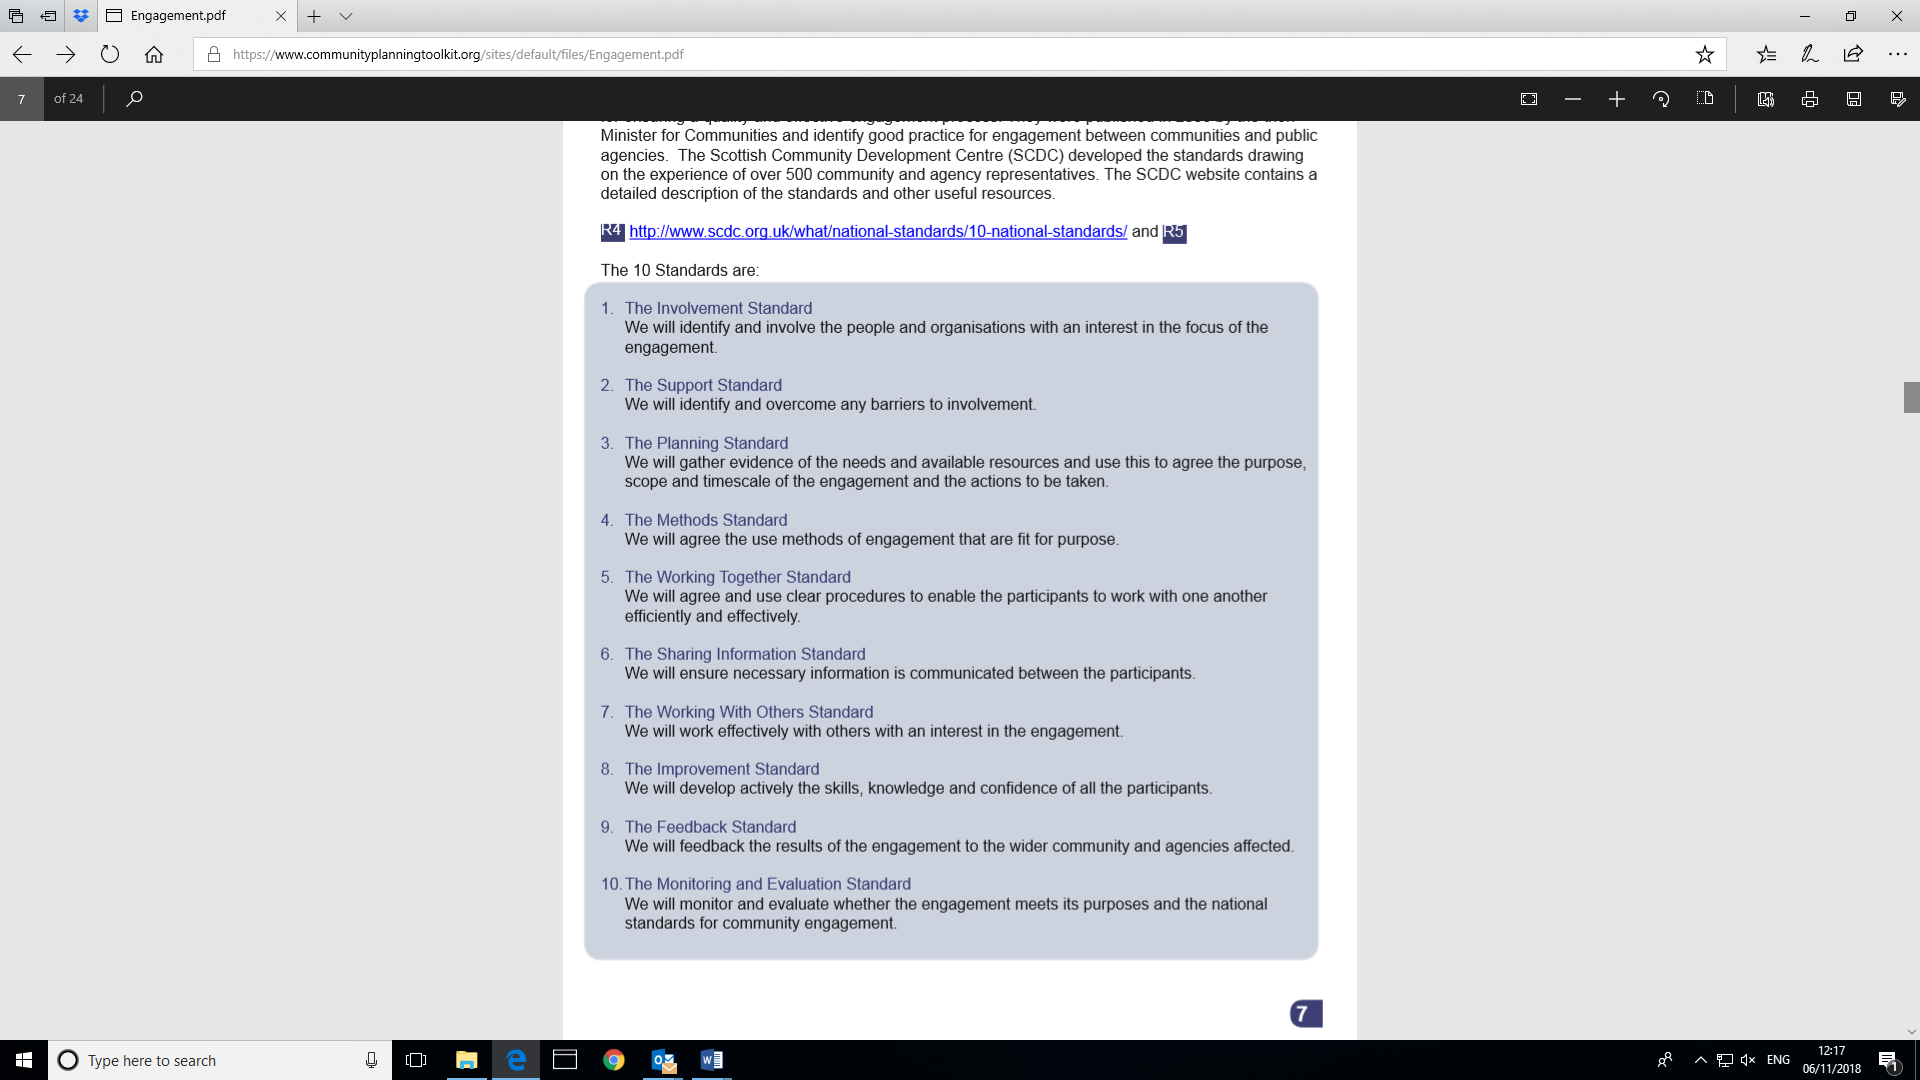 Engagement.pdf
https://www.communityplanningtoolkit.org/sites/default/files/Engagement.pdf
7 of 24
for ensuring a quality and effective engagement process. They were published in by the then
Minister for Communities and identify good practice for engagement between communities and public
agencies. The Scottish Community Development Centre (SCDC) developed the standards drawing
on the experience of over 500 community and agency representatives. The SCDC website contains a
detailed description of the standards and other useful resources.
R4 http://www.scdc.org.uk/what/national-standards/10-national-standards/ and R5
The 10 Standards are:
1. The Involvement Standard
We will identify and involve the people and organisations with an interest in the focus of the
engagement.
2. The Support Standard
We will identify and overcome any barriers to involvement.
3. The Planning Standard
We will gather evidence of the needs and available resources and use this to agree the purpose,
scope and timescale of the engagement and the actions to be taken.
4. The Methods Standard
We will agree the use methods of engagement that are fit for purpose.
5. The Working Together Standard
We will agree and use clear procedures to enable the participants to work with one another
efficiently and effectively.
6. The Sharing Information Standard
We will ensure necessary information is communicated between the participants.
7. The Working With Others Standard
We will work effectively with others with an interest in the engagement.
8. The Improvement Standard
We will develop actively the skills, knowledge and confidence of all the participants.
9. The Feedback Standard
We will feedback the results of the engagement to the wider community and agencies affected.
10. The Monitoring and Evaluation Standard
We will monitor and evaluate whether the engagement meets its purposes and the national
standards for community engagement.
7
Type here to search
ENG
12:17
06/11/2018
1